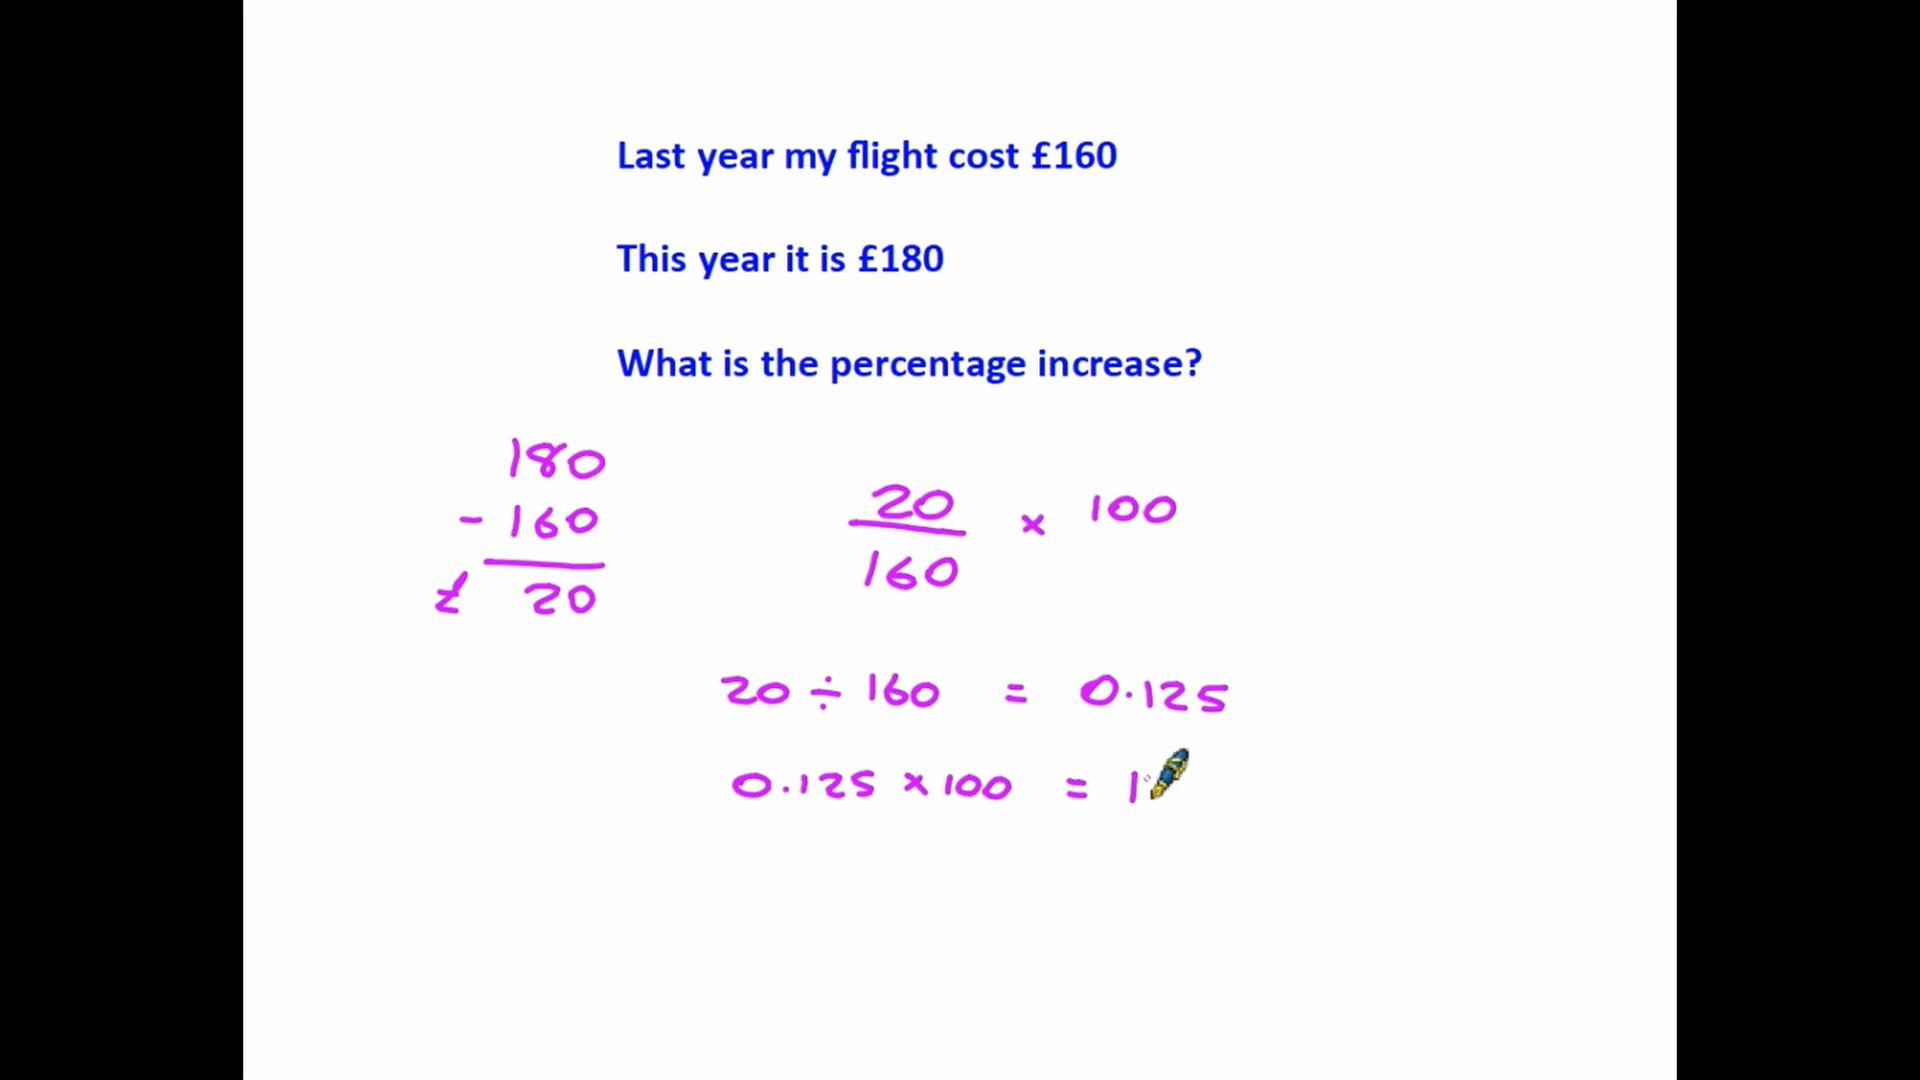 Last year my flight cost £160
This year it is £180
What is the percentage increase?
180
- 160
£ 20
20
160
× 100
20 ÷ 160 = 0.125
0.125 × 100 = 1